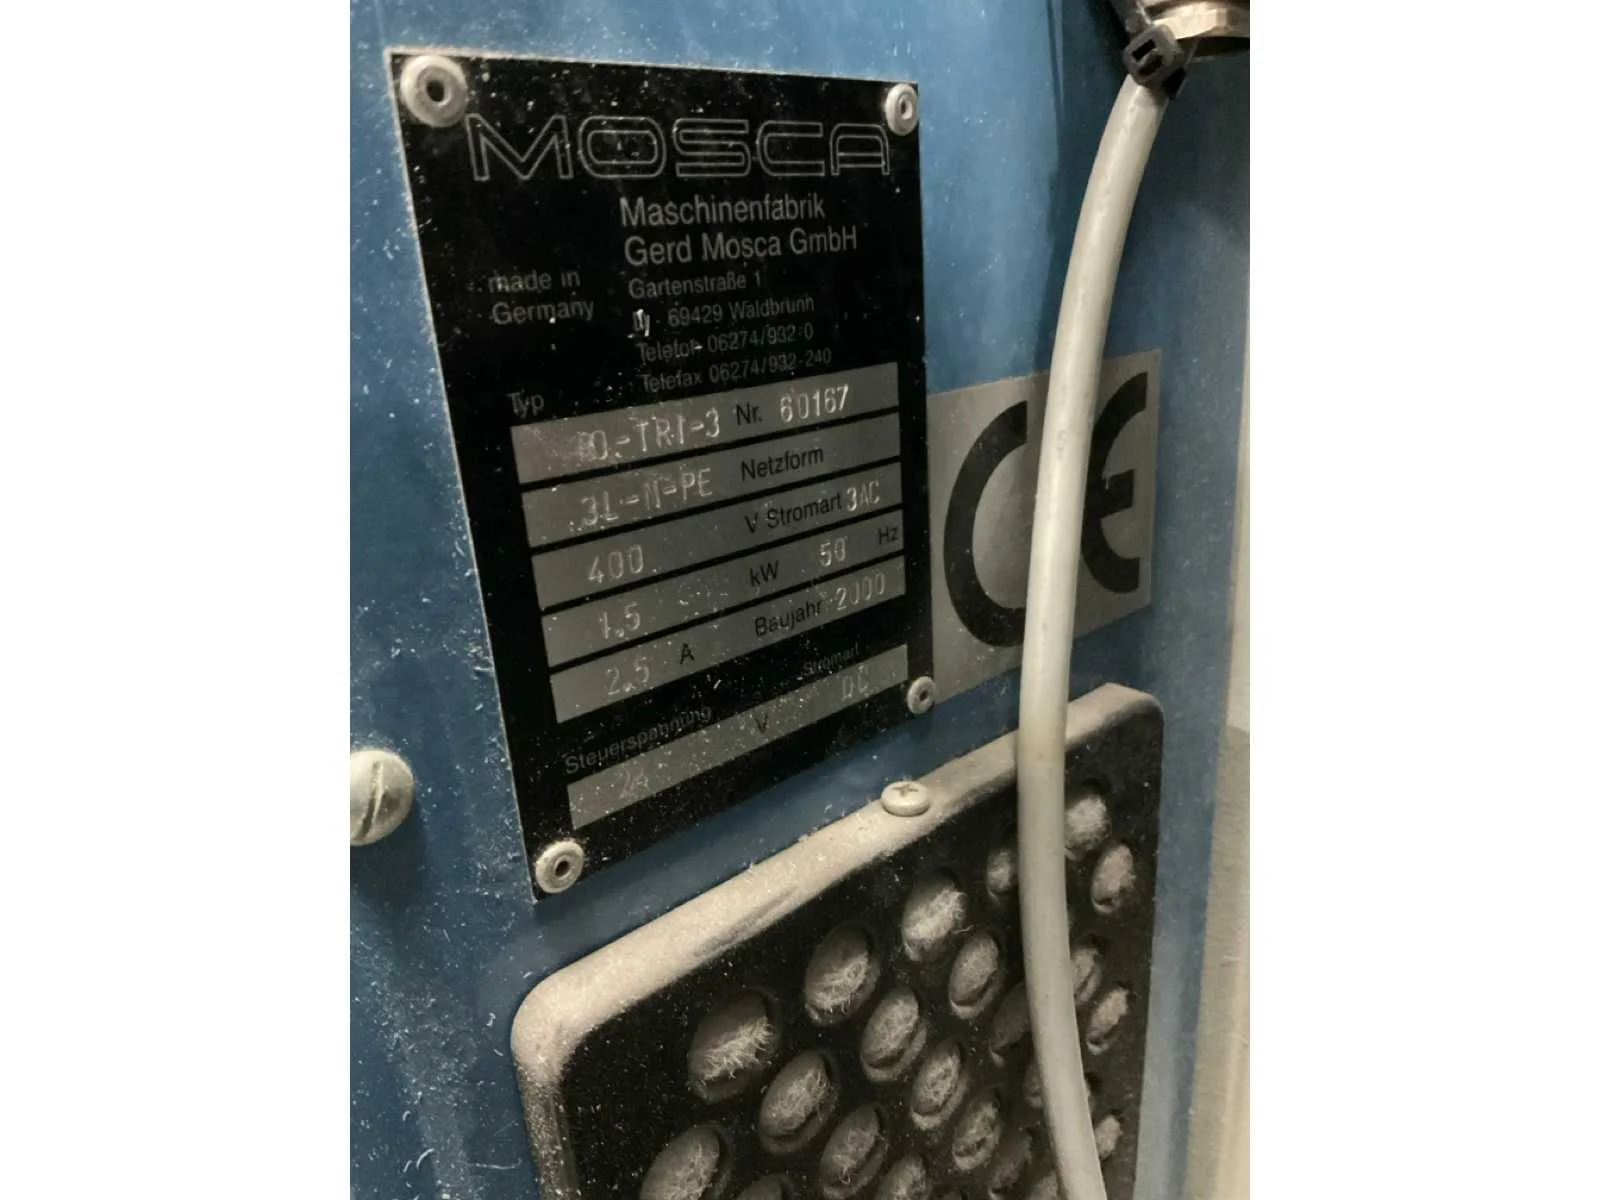 MOSCA
Maschinenfabrik
Gerd Mosca GmbH
made in
Germany
Gartenstraße 1
69429 Waldbrunn
Telefon 06274/932-0
Telefax 06274/932-240
Typ
RO-TRI-3 Nr. 60167
3L-N-PE Netzform
400 V Stromart 3AC
1.5 kW 50 Hz
2.5 A Baujahr 2000
Steuerspannung Stromart
24 V DC
CE